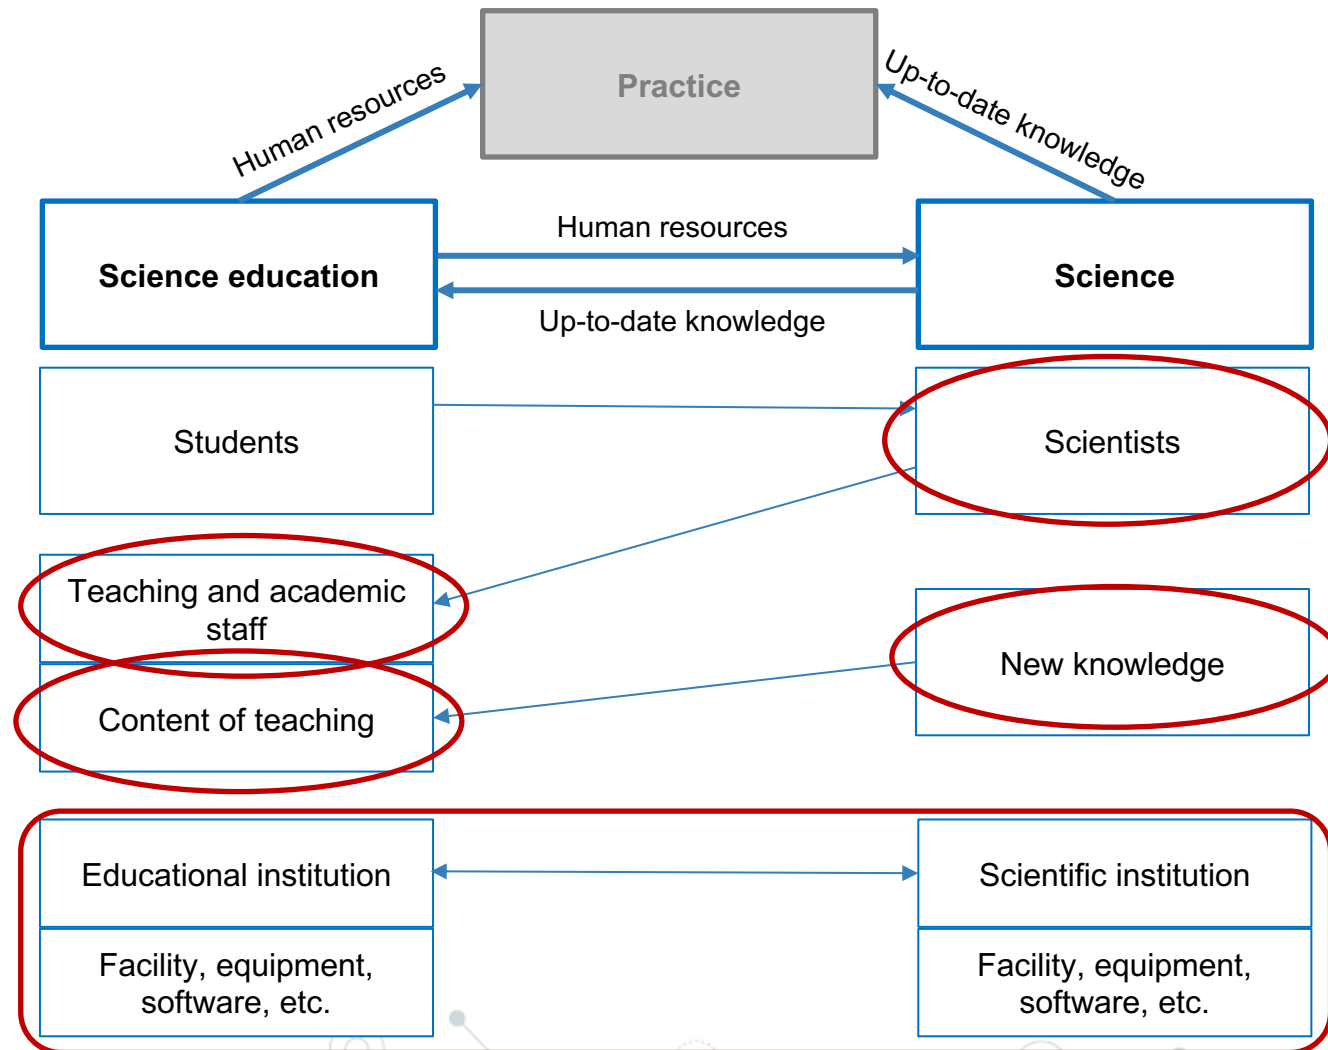 Practice
Human resources
Up-to-date knowledge
Science education
Human resources
Up-to-date knowledge
Science
Students
Scientists
Teaching and academic
staff
New knowledge
Content of teaching
Educational institution
Scientific institution
Facility, equipment,
software, etc.
Facility, equipment,
software, etc.